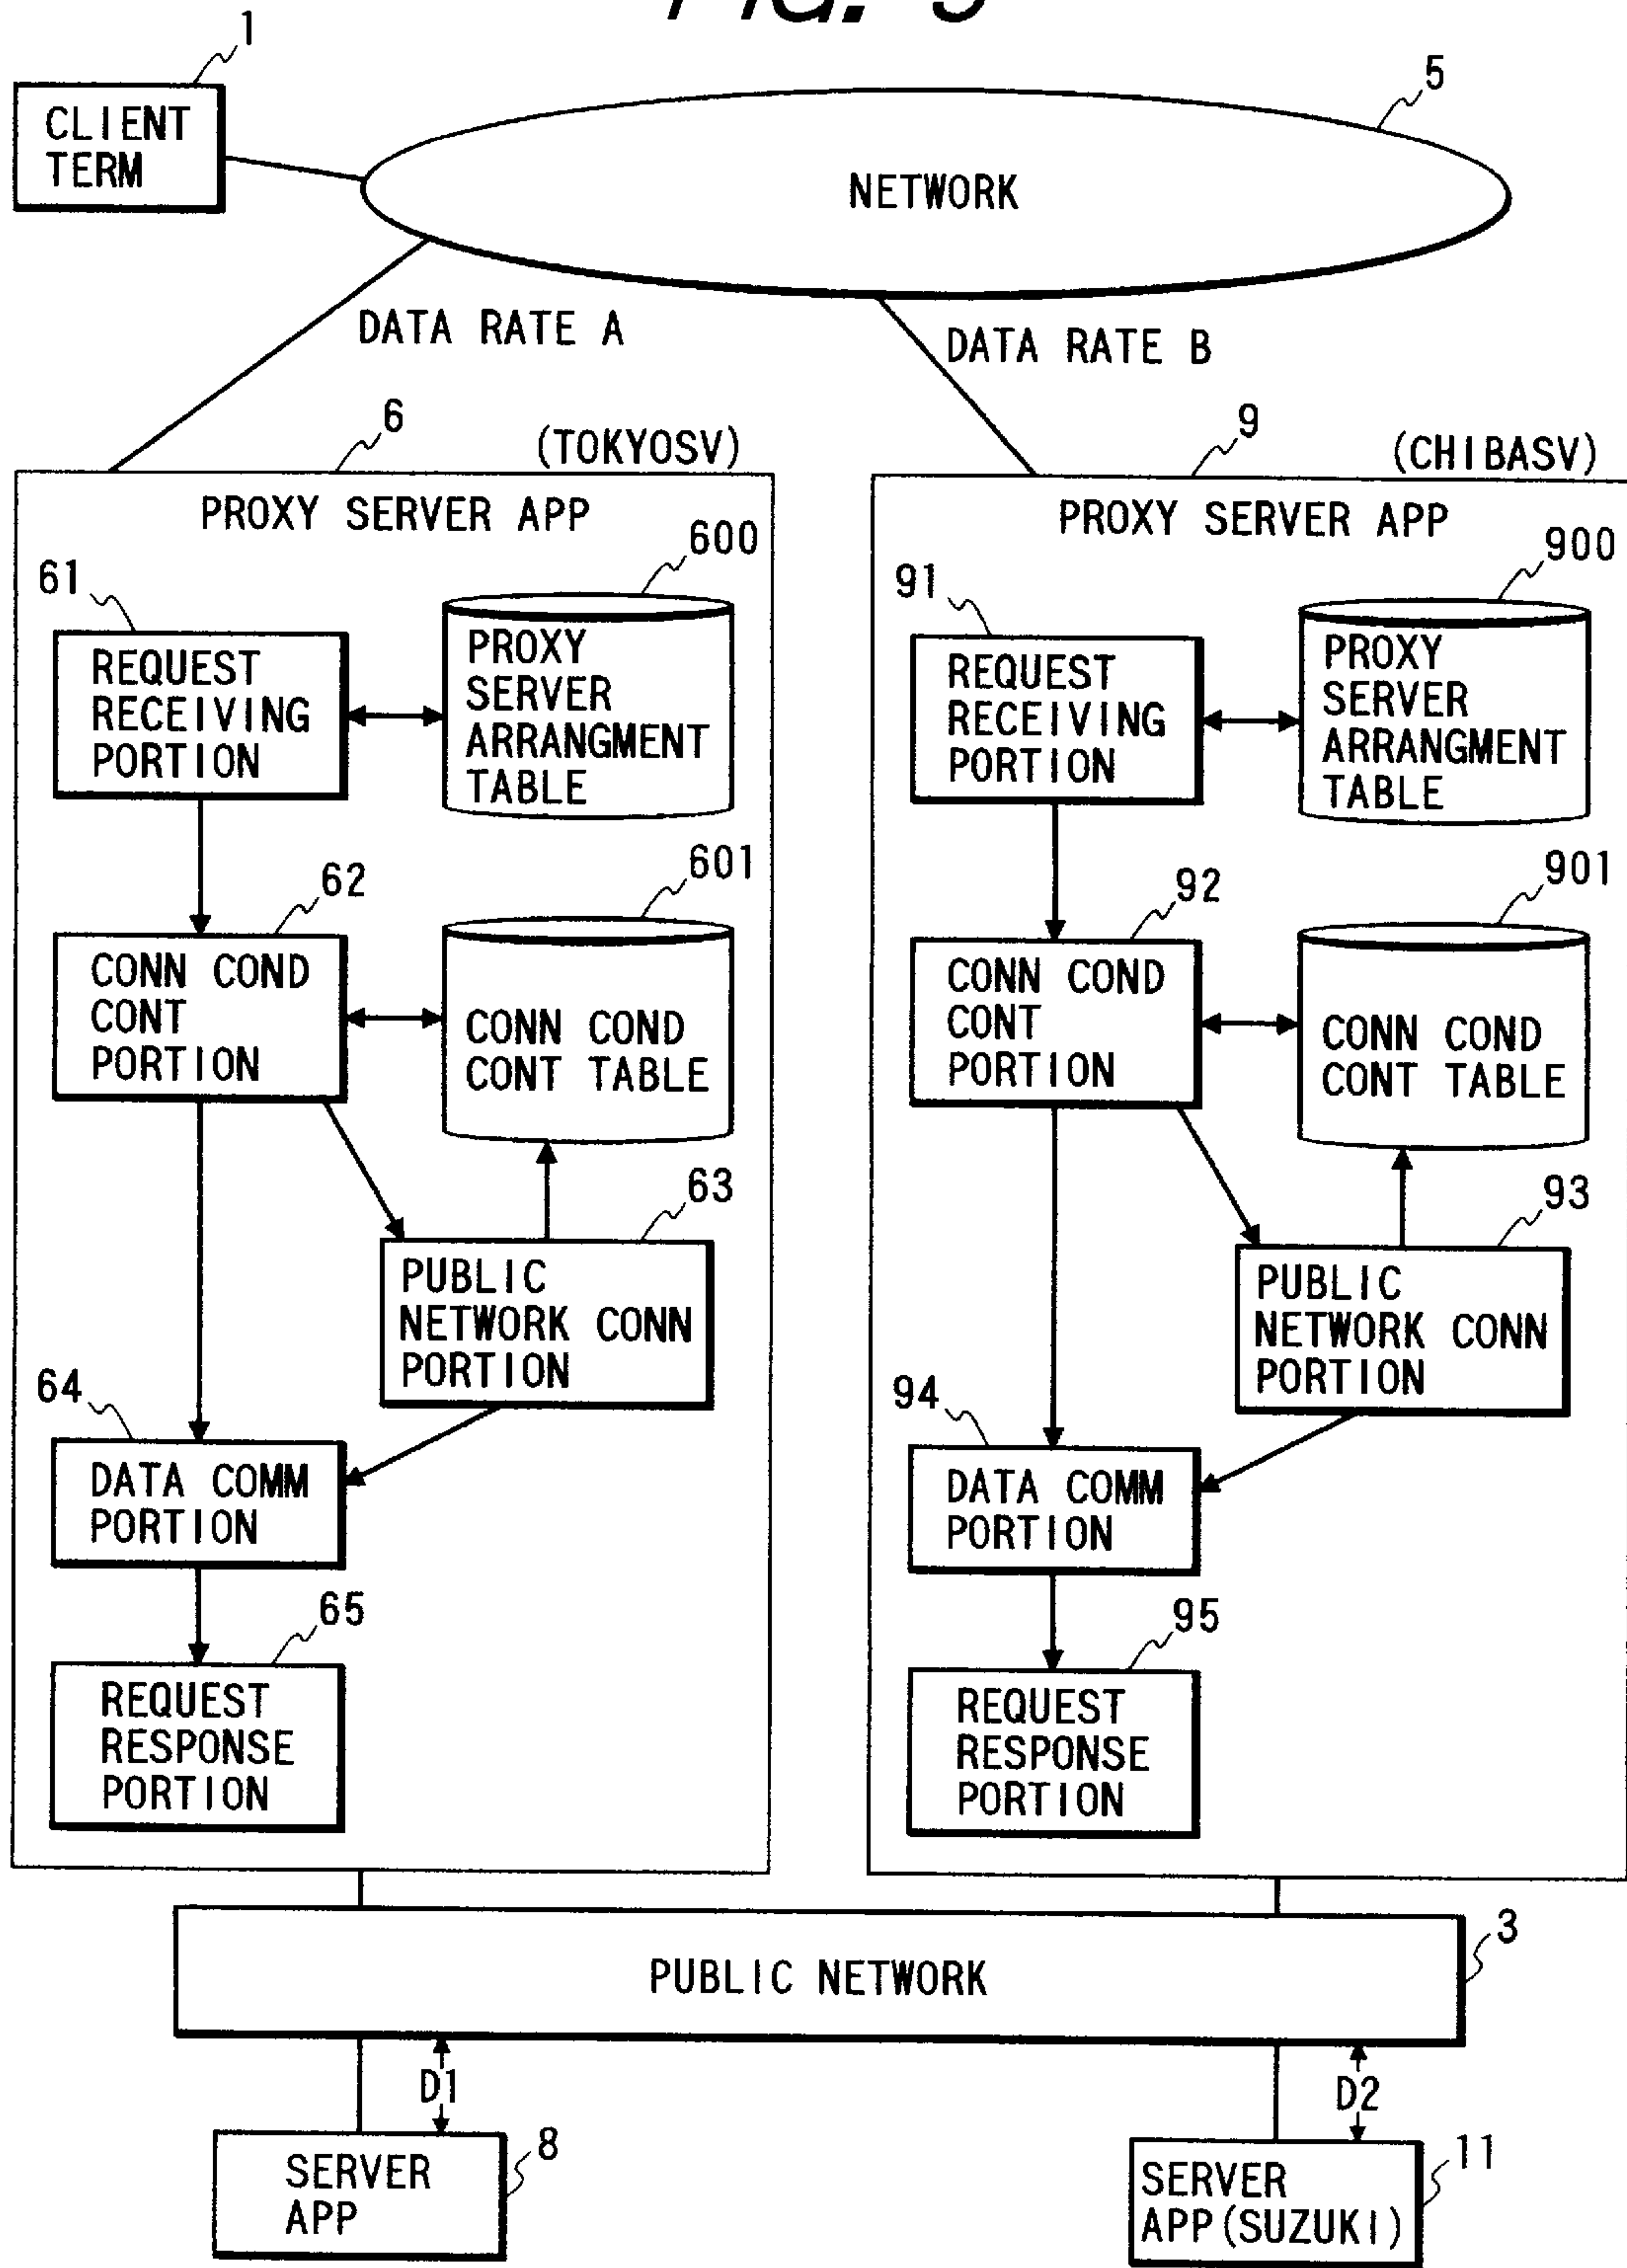 1
CLIENT
TERM
5
NETWORK
DATA RATE A
DATA RATE B
6
(TOKYOSV)
PROXY SERVER APP
600
61
REQUEST
RECEIVING
PORTION
PROXY
SERVER
ARRANGMENT
TABLE
601
62
CONN COND
CONT
PORTION
CONN COND
CONT TABLE
63
PUBLIC
NETWORK CONN
PORTION
64
DATA COMM
PORTION
65
REQUEST
RESPONSE
PORTION
9
(CHIBASV)
PROXY SERVER APP
900
91
REQUEST
RECEIVING
PORTION
PROXY
SERVER
ARRANGMENT
TABLE
901
92
CONN COND
CONT
PORTION
CONN COND
CONT TABLE
93
PUBLIC
NETWORK CONN
PORTION
94
DATA COMM
PORTION
95
REQUEST
RESPONSE
PORTION
3
PUBLIC NETWORK
D1
D2
8
SERVER
APP
11
SERVER
APP(SUZUKI)